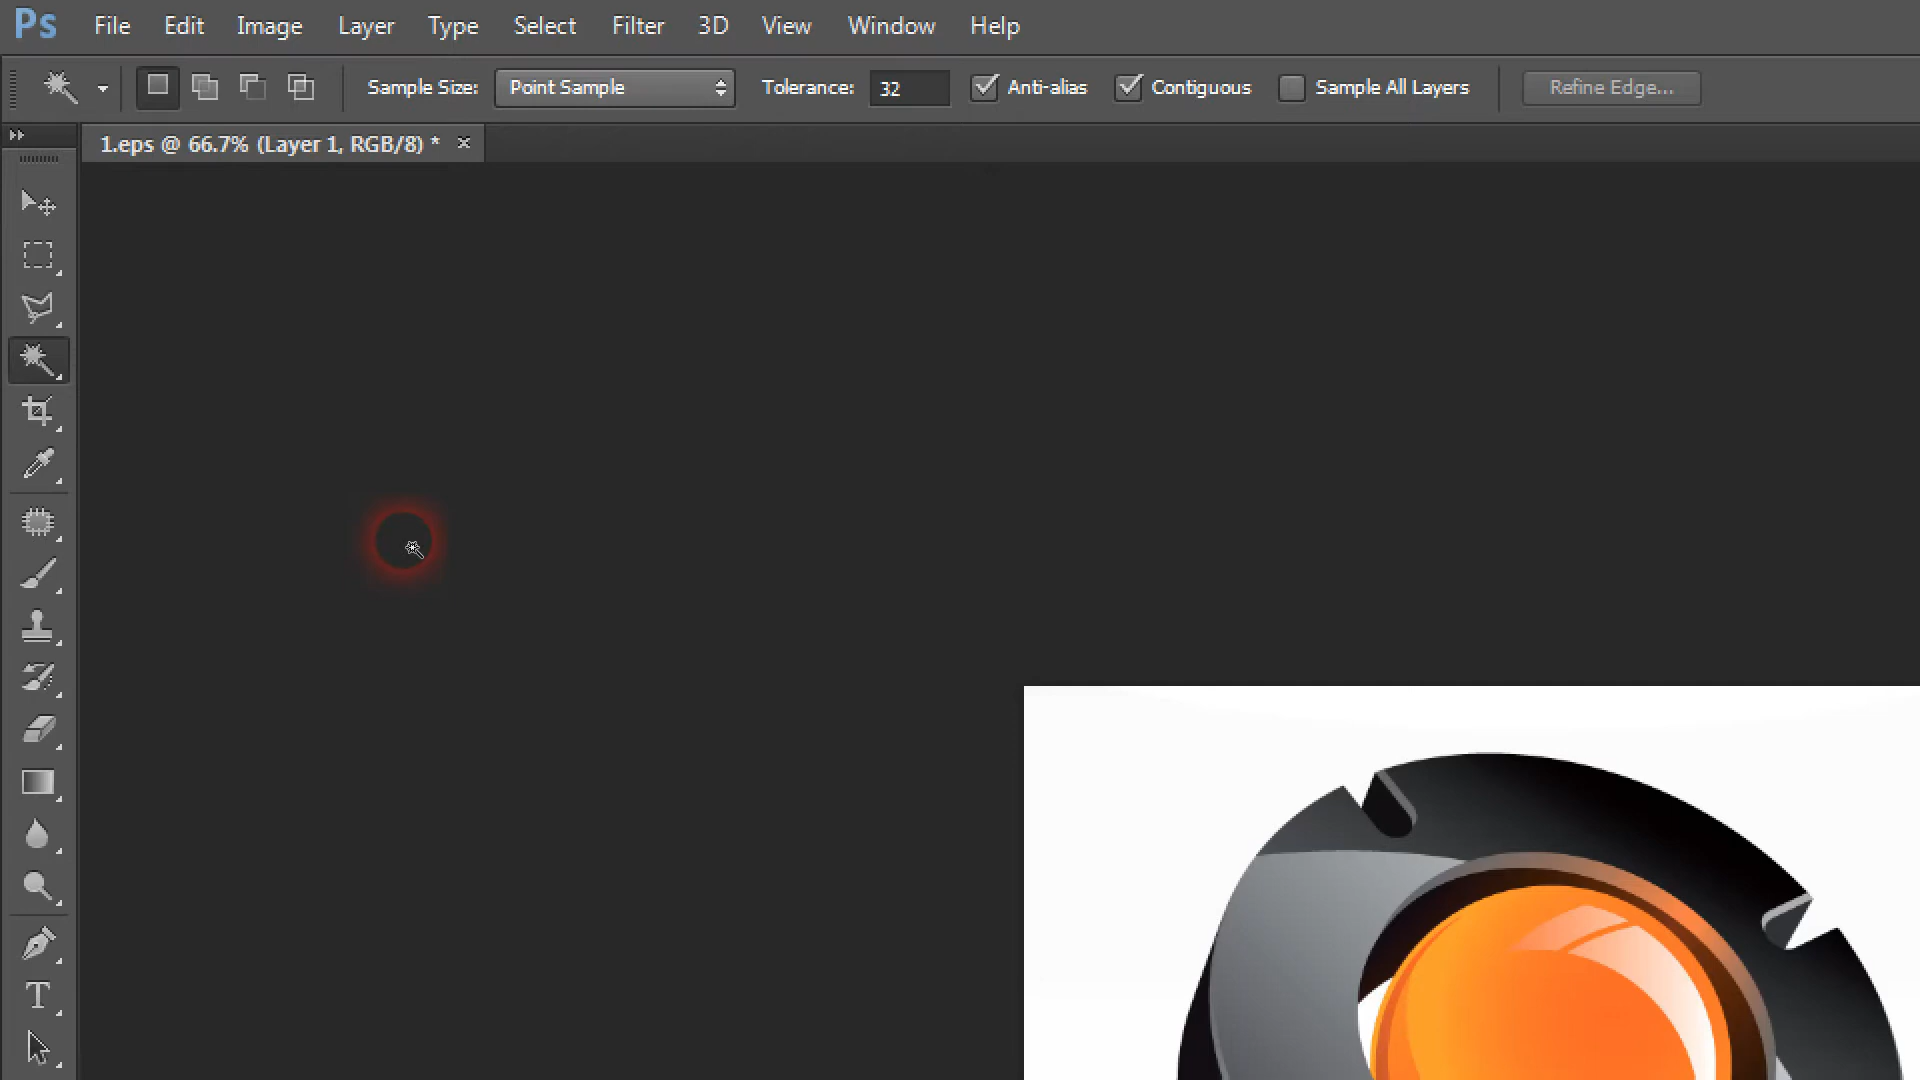 Ps File Edit Image Layer Type Select Filter 3D View Window Help
Sample Size: Point Sample Tolerance: 32 Anti-alias Contiguous Sample All Layers Refine Edge...
1.eps @ 66.7% (Layer 1, RGB/8) *